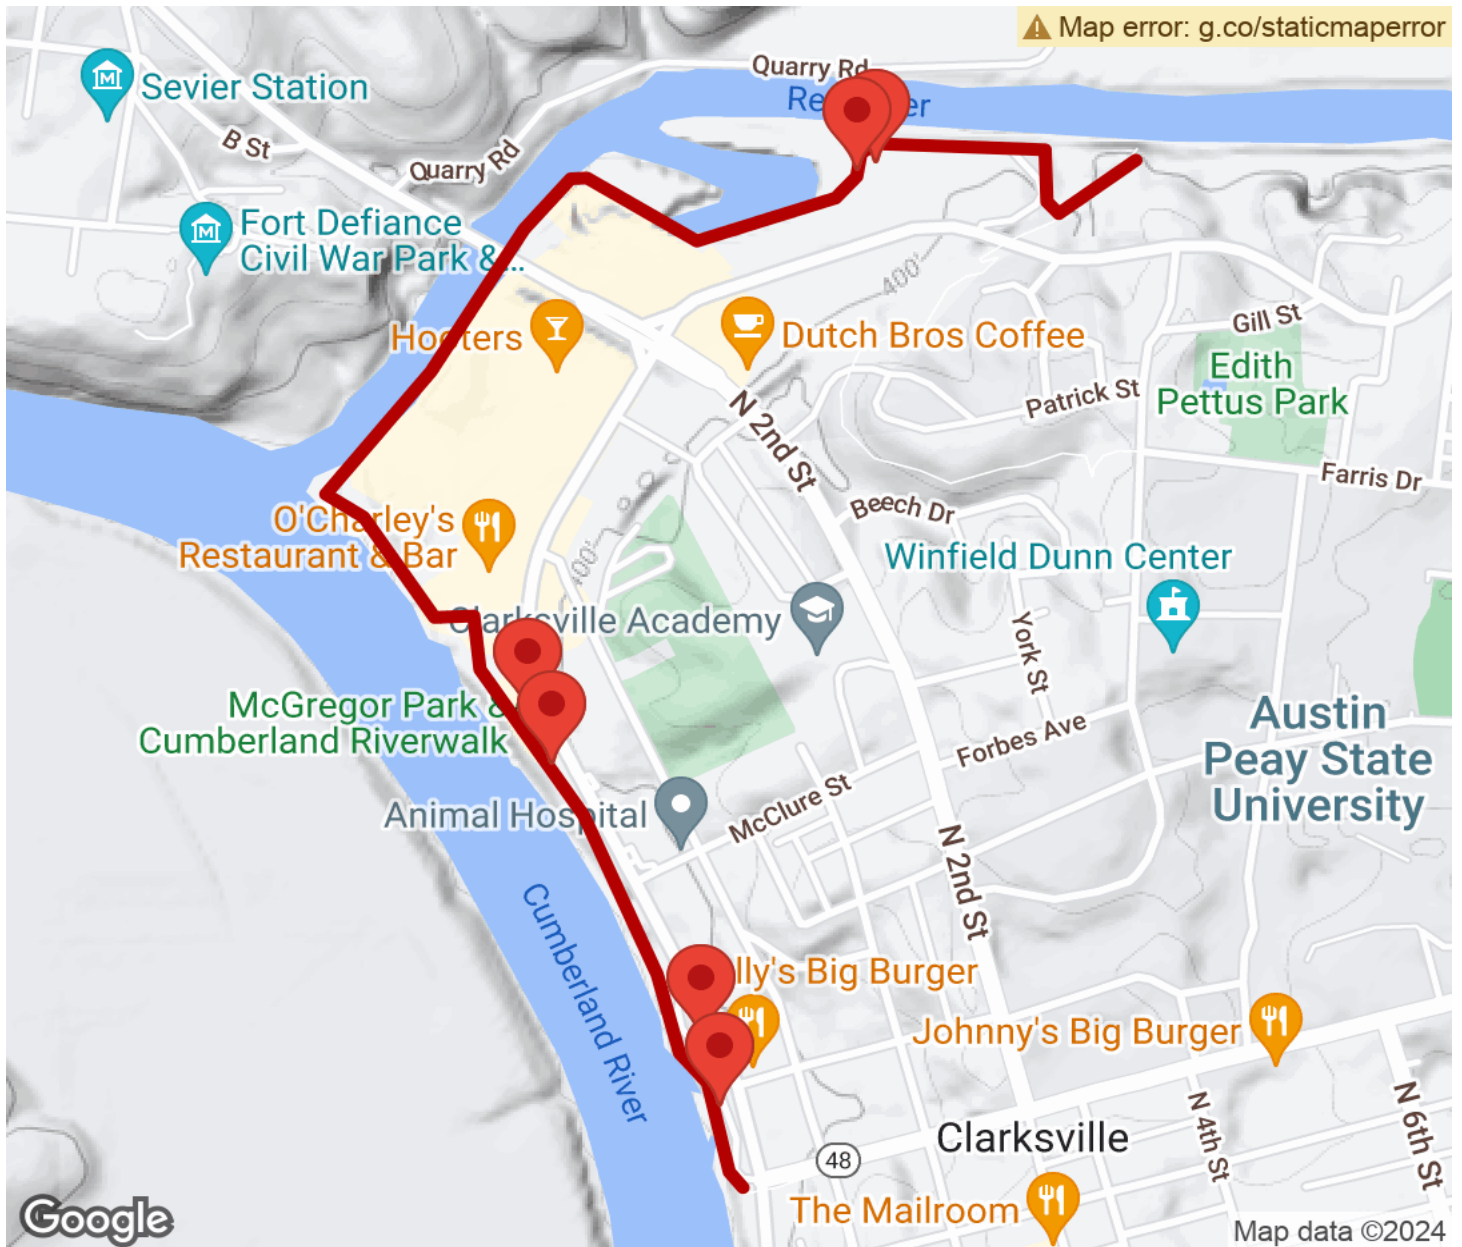 Map error: g.co/staticmaperror
Quarry Rd
Sevier Station
B St
Quarry Rd
Fort Defiance
Civil War Park &...
400'
Gill St
Hooters
Dutch Bros Coffee
Edith
Pettus Park
Patrick St
N 2nd St
Farris Dr
Beech Dr
O'Charley's
Restaurant & Bar
400'
Winfield Dunn Center
Clarksville Academy
York St
McGregor Park &
Cumberland Riverwalk
Forbes Ave
Austin
Peay State
University
Animal Hospital
McClure St
N 2nd St
Cumberland River
lly's Big Burger
Johnny's Big Burger
N 4th St
N 6th St
Clarksville
48
The Mailroom
Google
Map data ©2024